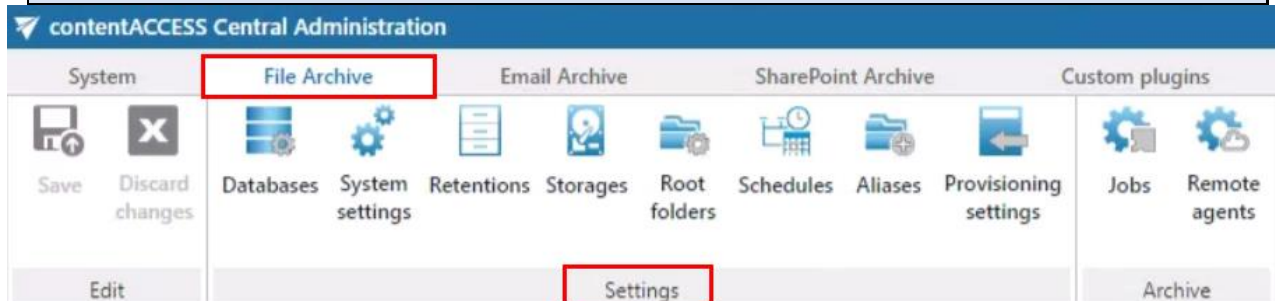 contentACCESS Central Administration
System File Archive Email Archive SharePoint Archive Custom plugins
Save Discard changes Databases System settings Retentions Storages Root folders Schedules Aliases Provisioning settings Jobs Remote agents
Edit Settings Archive